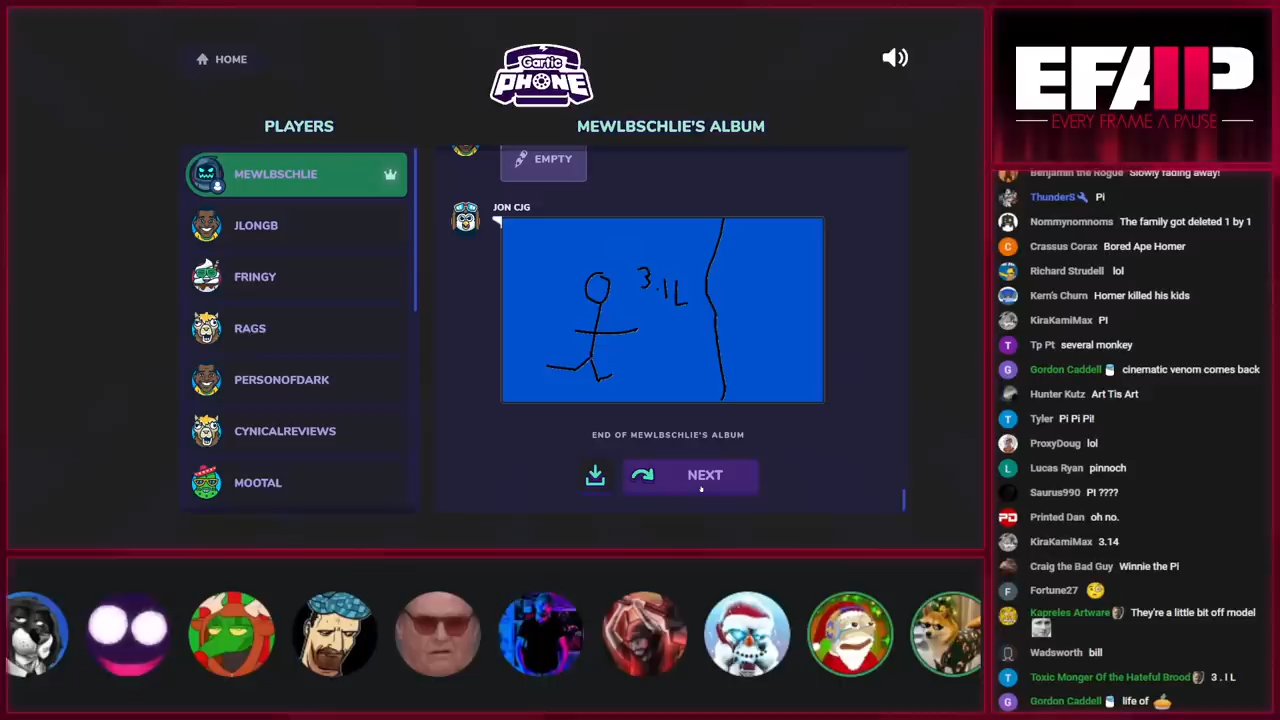 HOME
Gartic
PHONE
PLAYERS
MEWLBSCHLIE'S ALBUM
MEWLBSCHLIE
JLONGB
FRINGY
RAGS
PERSONOFDARK
CYNICALREVIEWS
MOOTAL
EMPTY
JON CJG
3.1L
END OF MEWLBSCHLIE'S ALBUM
NEXT
EFAP
EVERY FRAME A PAUSE
Benjamin the Rogue Slowly fading away!
ThunderS Pi
Nommynomnoms The family got deleted 1 by 1
Crassus Corax Bored Ape Homer
Richard Strudell lol
Kern's Churn Homer killed his kids
KiraKamiMax PI
Tp Pt several monkey
Gordon Caddell cinematic venom comes back
Hunter Kutz Art Tis Art
Tyler Pi Pi Pi!
ProxyDoug lol
Lucas Ryan pinnoch
Saurus990 PI ????
Printed Dan oh no.
KiraKamiMax 3.14
Craig the Bad Guy Winnie the Pi
Fortune27
Kapreles Artware They're a little bit off model
Wadsworth bill
Toxic Monger Of the Hateful Brood 3 . I L
Gordon Caddell life of